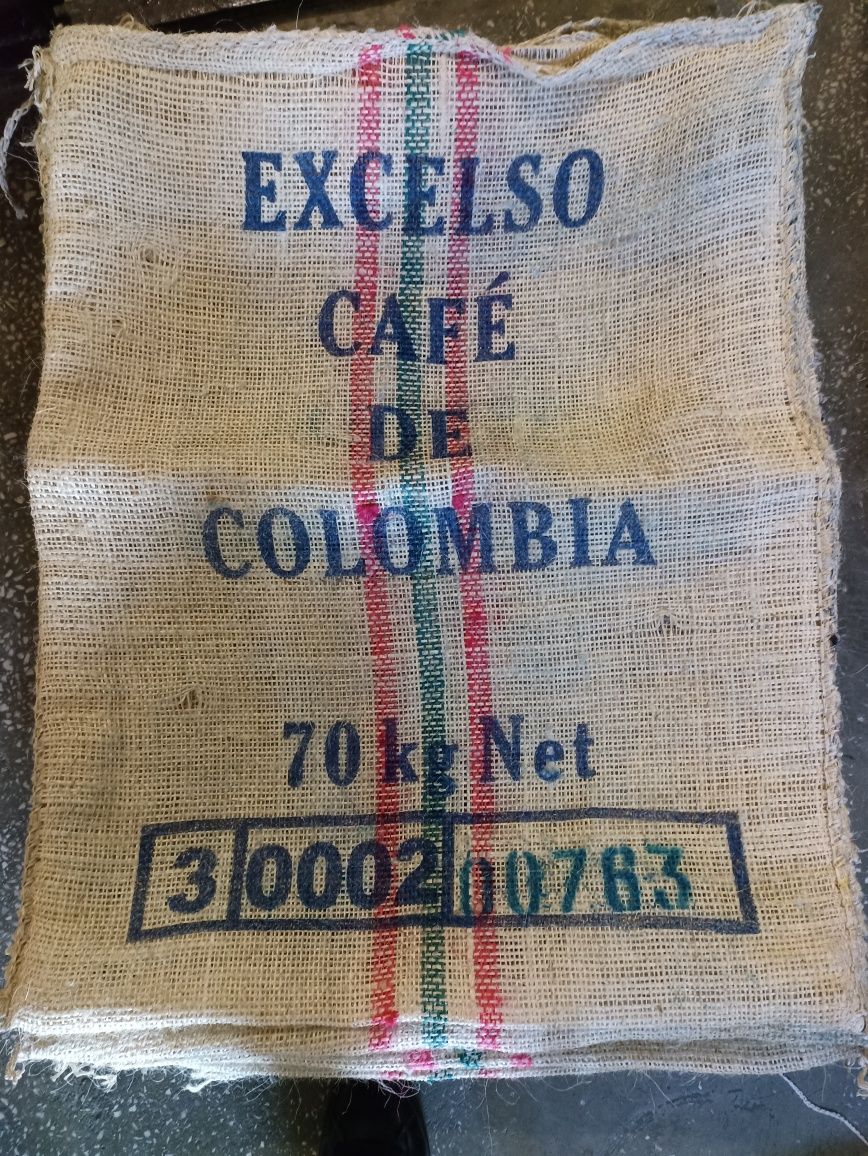 EXCELSO
CAFÉ
DE
COLOMBIA
70 kg Net
3 0002 00763